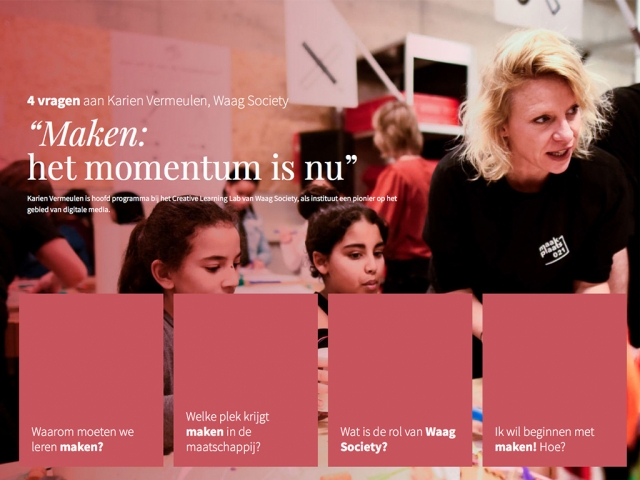 4 vragen aan Karien Vermeulen, Waag Society
“Maken:
het momentum is nu”
Karien Vermeulen is hoofd programma bij het Creative Learning Lab van Waag Society, als instituut een pionier op het
gebied van digitale media.
maak
plaats
021
Waarom moeten we
leren maken?
Welke plek krijgt
maken in de
maatschappij?
Wat is de rol van Waag
Society?
Ik wil beginnen met
maken! Hoe?